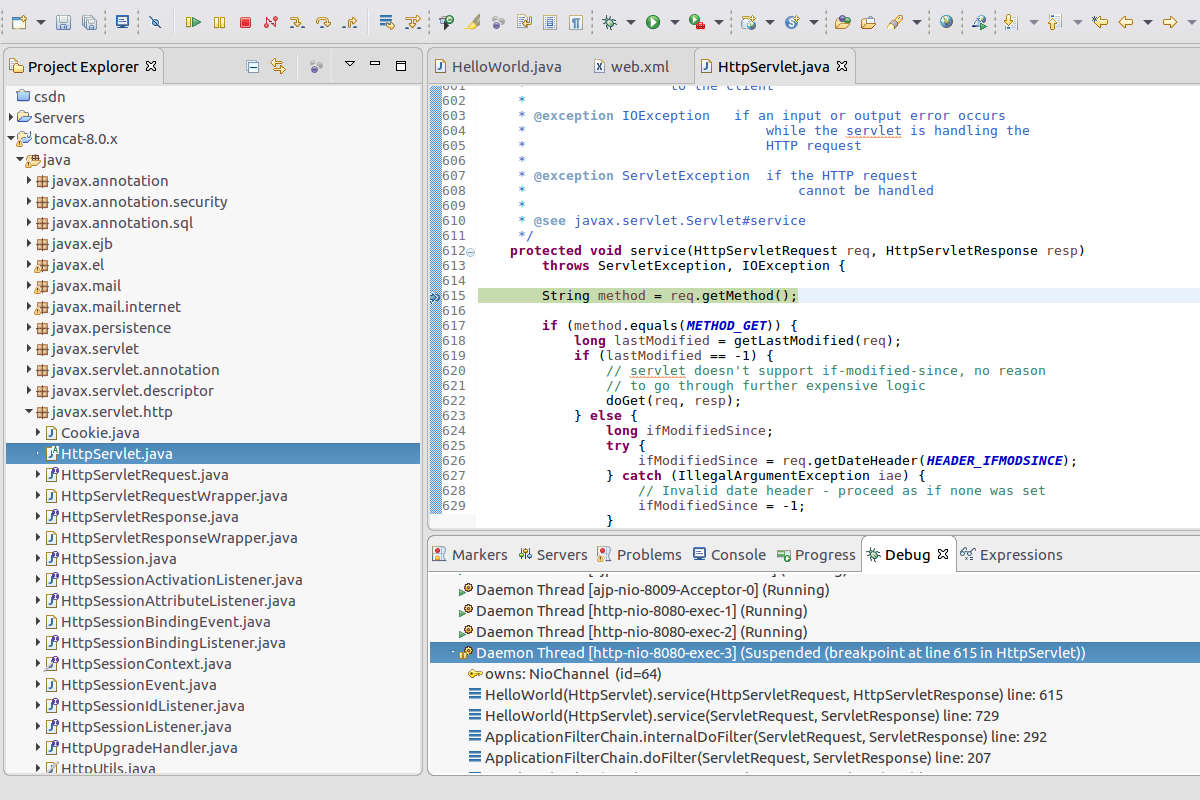 Project Explorer
csdn
Servers
tomcat-8.0.x
java
javax.annotation
javax.annotation.security
javax.annotation.sql
javax.ejb
javax.el
javax.mail
javax.mail.internet
javax.persistence
javax.servlet
javax.servlet.annotation
javax.servlet.descriptor
javax.servlet.http
Cookie.java
HttpServlet.java
HttpServletRequest.java
HttpServletRequestWrapper.java
HttpServletResponse.java
HttpServletResponseWrapper.java
HttpSession.java
HttpSessionActivationListener.java
HttpSessionAttributeListener.java
HttpSessionBindingEvent.java
HttpSessionBindingListener.java
HttpSessionContext.java
HttpSessionEvent.java
HttpSessionIdListener.java
HttpSessionListener.java
HttpUpgradeHandler.java
HttpUtils.java
HelloWorld.java web.xml HttpServlet.java
601 * to the client
602 *
603 * @exception IOException if an input or output error occurs
604 * while the servlet is handling the
605 * HTTP request
606 *
607 * @exception ServletException if the HTTP request
608 * cannot be handled
609 *
610 * @see javax.servlet.Servlet#service
611 */
612 protected void service(HttpServletRequest req, HttpServletResponse resp)
613 throws ServletException, IOException {
614
615 String method = req.getMethod();
616
617 if (method.equals(METHOD_GET)) {
618 long lastModified = getLastModified(req);
619 if (lastModified == -1) {
620 // servlet doesn't support if-modified-since, no reason
621 // to go through further expensive logic
622 doGet(req, resp);
623 } else {
624 long ifModifiedSince;
625 try {
626 ifModifiedSince = req.getDateHeader(HEADER_IFMODSINCE);
627 } catch (IllegalArgumentException iae) {
628 // Invalid date header - proceed as if none was set
629 ifModifiedSince = -1;
}
Markers Servers Problems Console Progress Debug Expressions
Daemon Thread [ajp-nio-8009-Acceptor-0] (Running)
Daemon Thread [http-nio-8080-exec-1] (Running)
Daemon Thread [http-nio-8080-exec-2] (Running)
Daemon Thread [http-nio-8080-exec-3] (Suspended (breakpoint at line 615 in HttpServlet))
owns: NioChannel (id=64)
HelloWorld(HttpServlet).service(HttpServletRequest, HttpServletResponse) line: 615
HelloWorld(HttpServlet).service(ServletRequest, ServletResponse) line: 729
ApplicationFilterChain.internalDoFilter(ServletRequest, ServletResponse) line: 292
ApplicationFilterChain.doFilter(ServletRequest, ServletResponse) line: 207